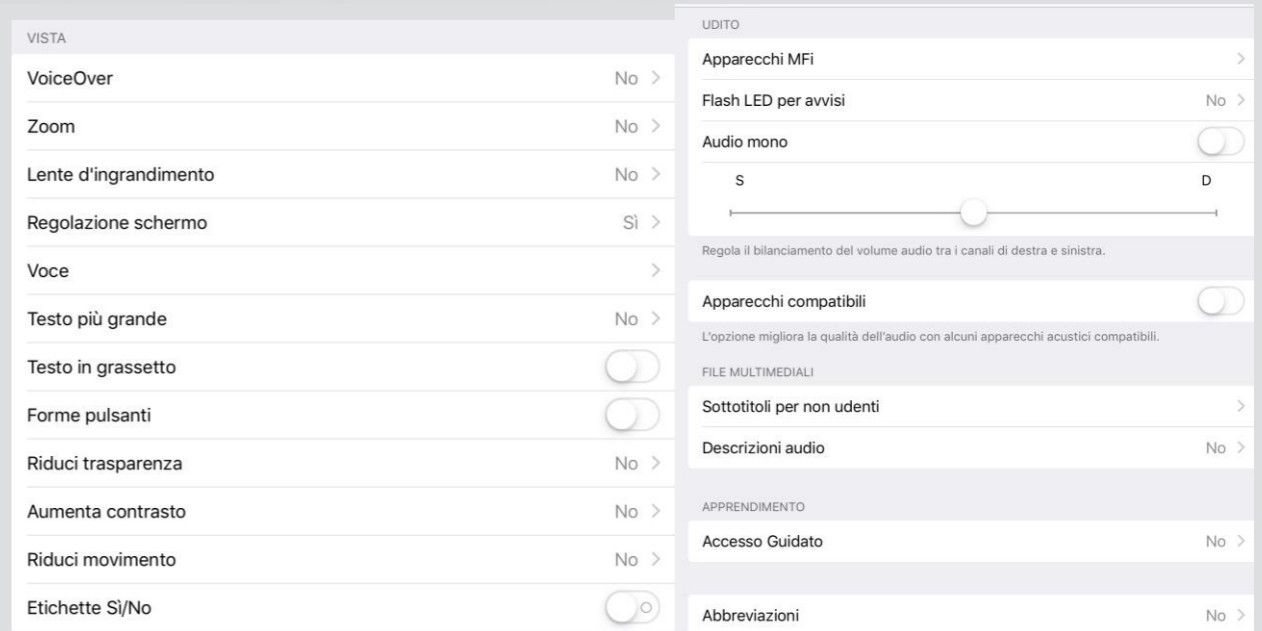 VISTA
VoiceOver No
Zoom No
Lente d'ingrandimento No
Regolazione schermo Sì
Voce
Testo più grande No
Testo in grassetto
Forme pulsanti
Riduci trasparenza No
Aumenta contrasto No
Riduci movimento No
Etichette Sì/No
UDITO
Apparecchi MFi
Flash LED per avvisi No
Audio mono
S D
Regola il bilanciamento del volume audio tra i canali di destra e sinistra.
Apparecchi compatibili
L'opzione migliora la qualità dell'audio con alcuni apparecchi acustici compatibili.
FILE MULTIMEDIALI
Sottotitoli per non udenti
Descrizioni audio No
APPRENDIMENTO
Accesso Guidato No
Abbreviazioni No